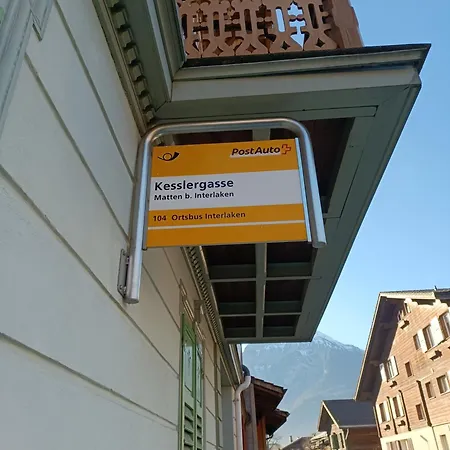 PostAuto
Kesslergasse
Matten b. Interlaken
104 Ortsbus Interlaken